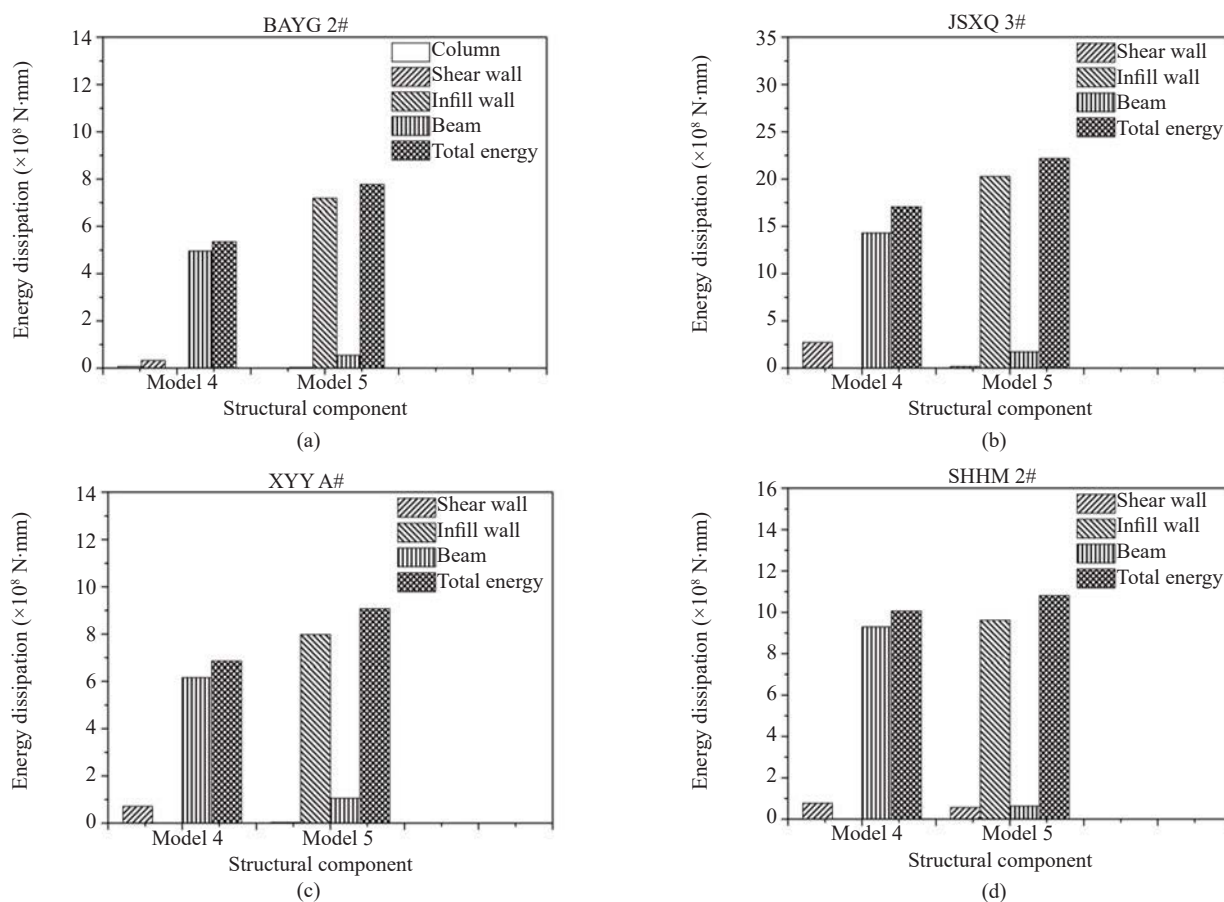 BAYG 2#
14
12
10
8
6
4
2
0
Energy dissipation (×10⁸ N·mm)
Column
Shear wall
Infill wall
Beam
Total energy
Model 4
Model 5
Structural component
(a)
JSXQ 3#
35
30
25
20
15
10
5
0
Energy dissipation (×10⁸ N·mm)
Shear wall
Infill wall
Beam
Total energy
Model 4
Model 5
Structural component
(b)
XYY A#
14
12
10
8
6
4
2
0
Energy dissipation (×10⁸ N·mm)
Shear wall
Infill wall
Beam
Total energy
Model 4
Model 5
Structural component
(c)
SHHM 2#
16
14
12
10
8
6
4
2
0
Energy dissipation (×10⁸ N·mm)
Shear wall
Infill wall
Beam
Total energy
Model 4
Model 5
Structural component
(d)